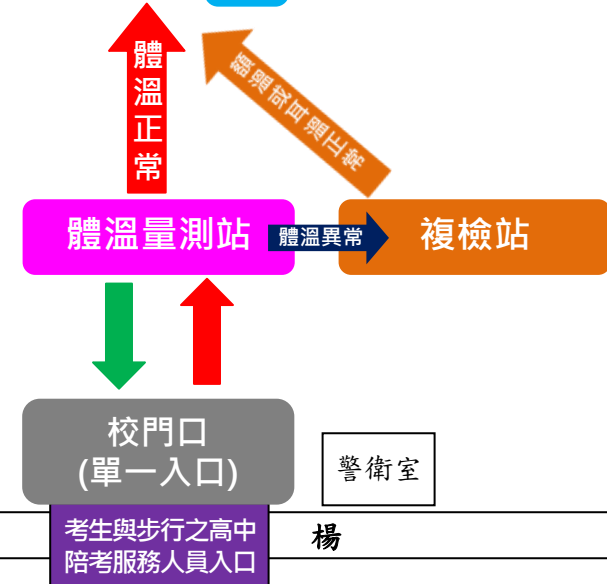 體溫正常
額溫或耳溫正常
體溫量測站
體溫異常
複檢站
校門口
(單一入口)
警衛室
考生與步行之高中
陪考服務人員入口
楊